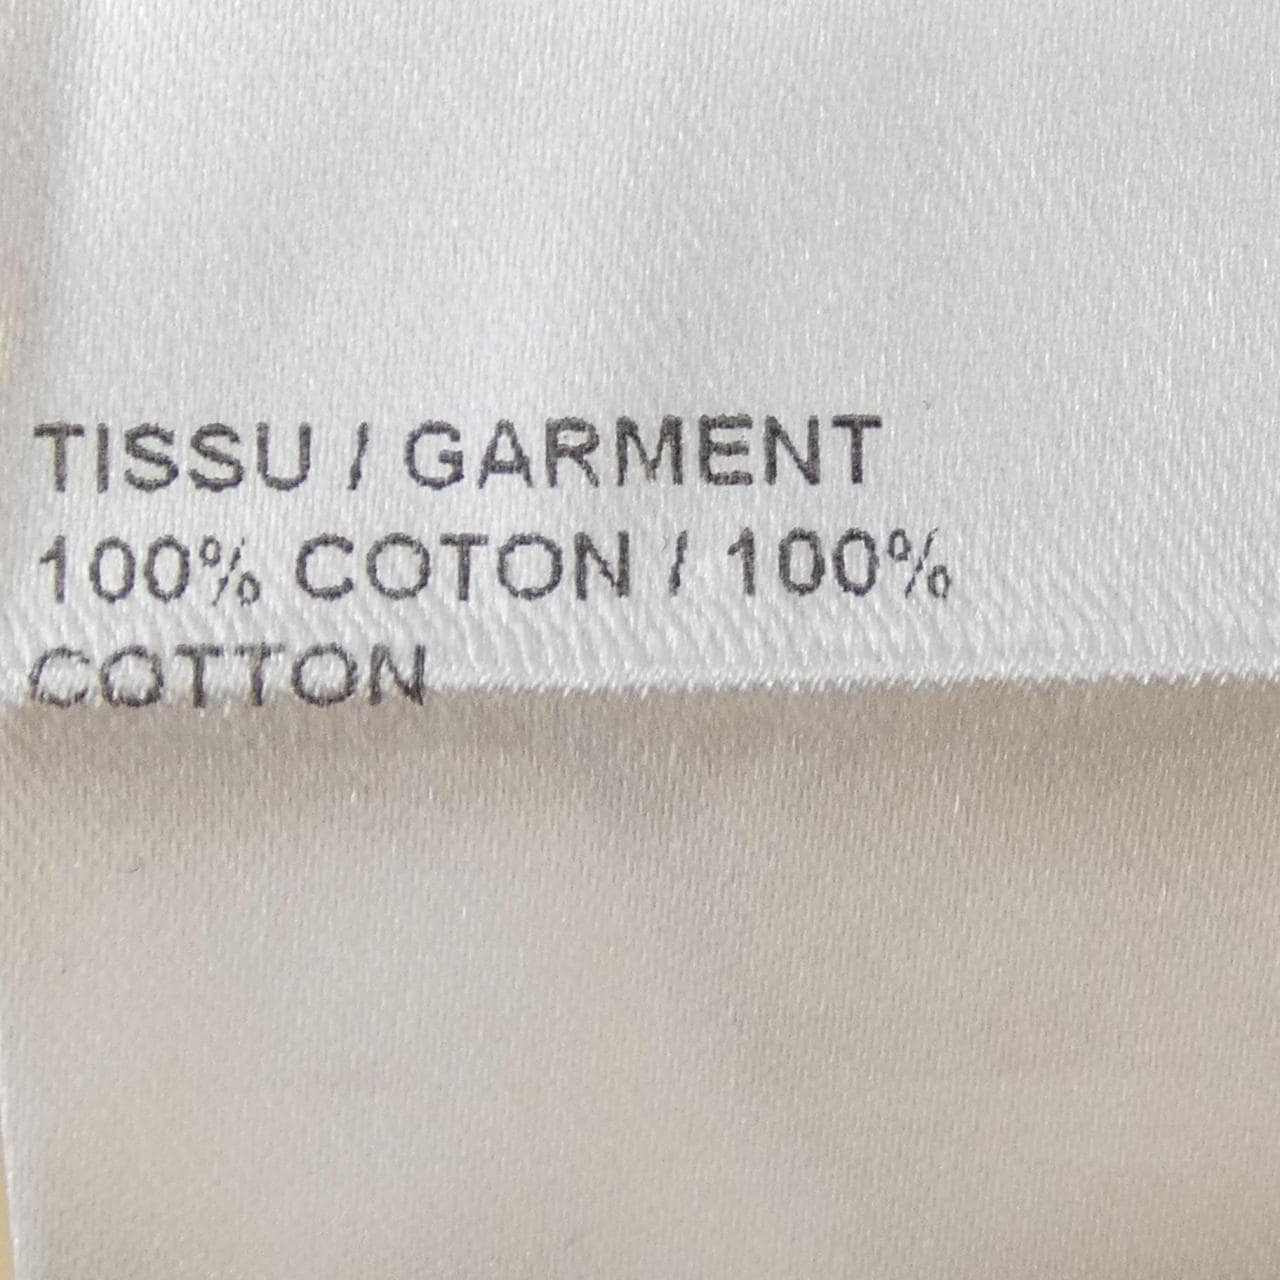 TISSU / GARMENT
100% COTON / 100%
COTTON